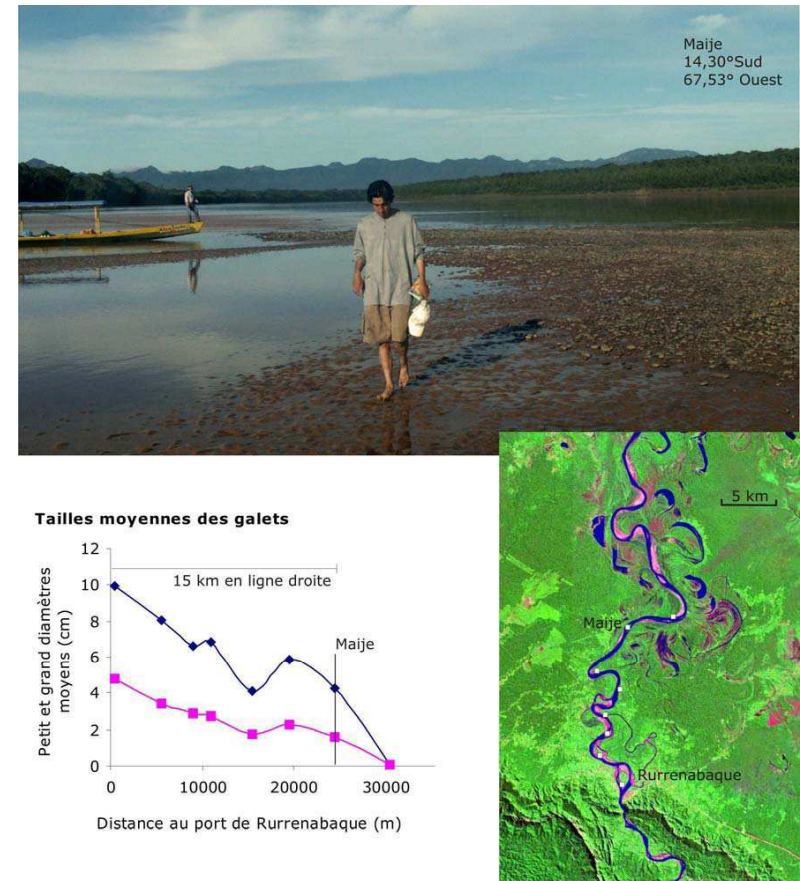 Maije
14,30°Sud
67,53° Ouest
Tailles moyennes des galets
Petit et grand diamètres
moyens (cm)
12
10
8
6
4
2
0
15 km en ligne droite
Maije
0
10000
20000
30000
Distance au port de Rurrenabaque (m)
5 km
Maije
Rurrenabaque